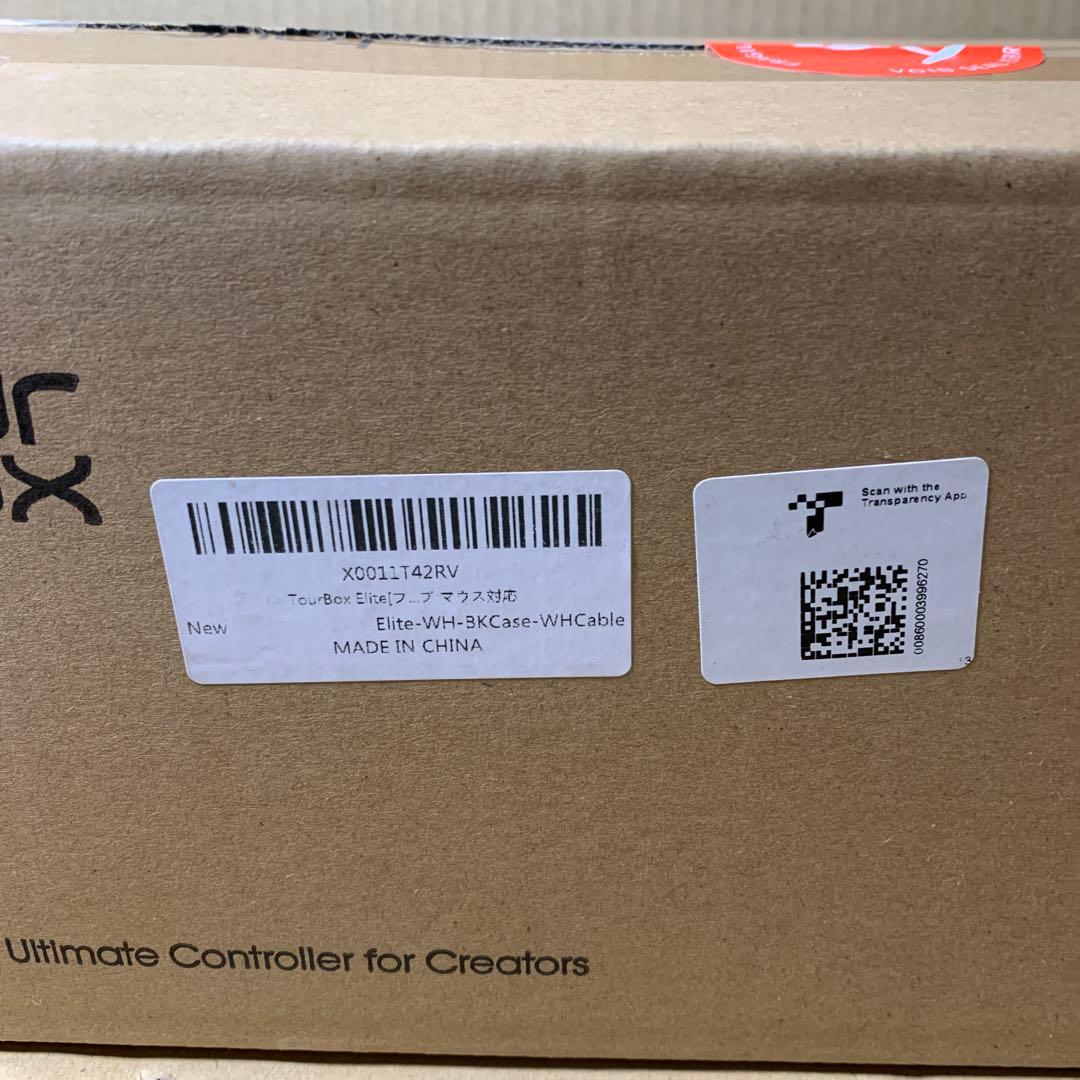 X0011T42RV
TourBox Elite[フ...ブ マウス対応
New
Elite-WH-BKCase-WHCable
MADE IN CHINA
Scan with the
Transparency App
00860003996270
Ultimate Controller for Creators